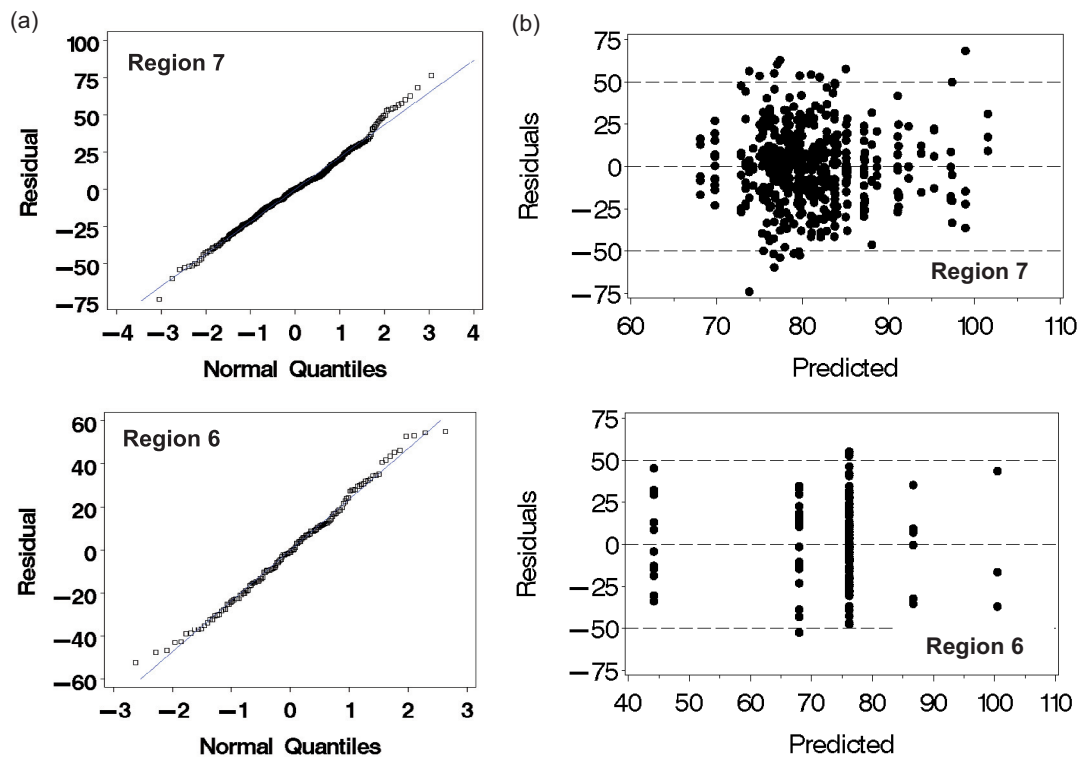 (a)
Region 7
100
75
50
25
0
−25
−50
−75
Residual
−4 −3 −2 −1 0 1 2 3 4
Normal Quantiles
(b)
75
50
25
0
−25
−50
−75
Residuals
Region 7
60 70 80 90 100 110
Predicted
Region 6
60
40
20
0
−20
−40
−60
Residual
−3 −2 −1 0 1 2 3
Normal Quantiles
75
50
25
0
−25
−50
−75
Residuals
Region 6
40 50 60 70 80 90 100 110
Predicted